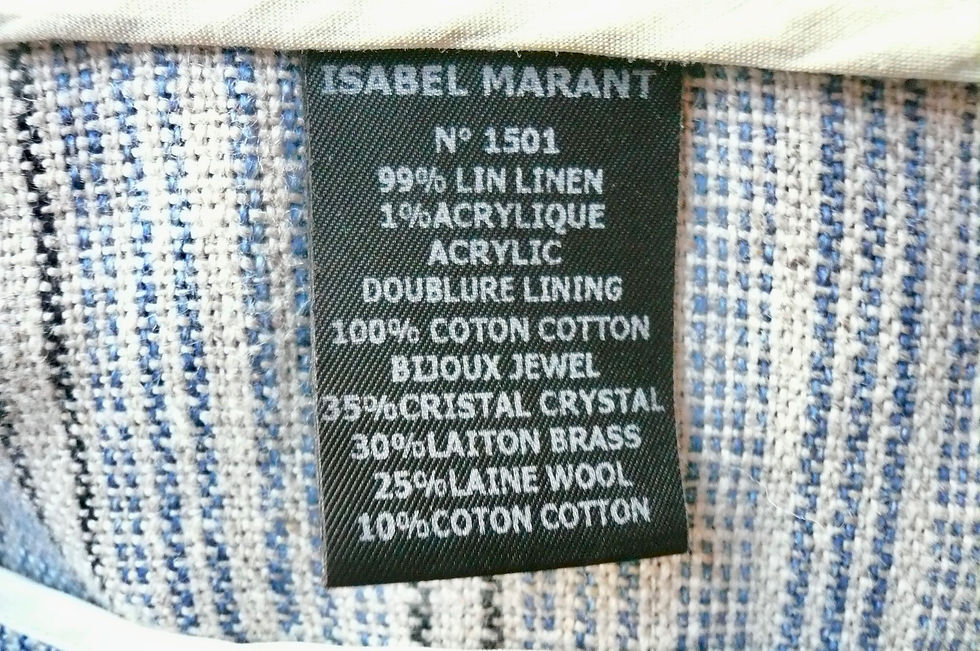 ISABEL MARANT
N° 1501
99% LIN LINEN
1%ACRYLIQUE
ACRYLIC
DOUBLURE LINING
100% COTON COTTON
BIJOUX JEWEL
35%CRISTAL CRYSTAL
30%LAITON BRASS
25%LAINE WOOL
10%COTON COTTON